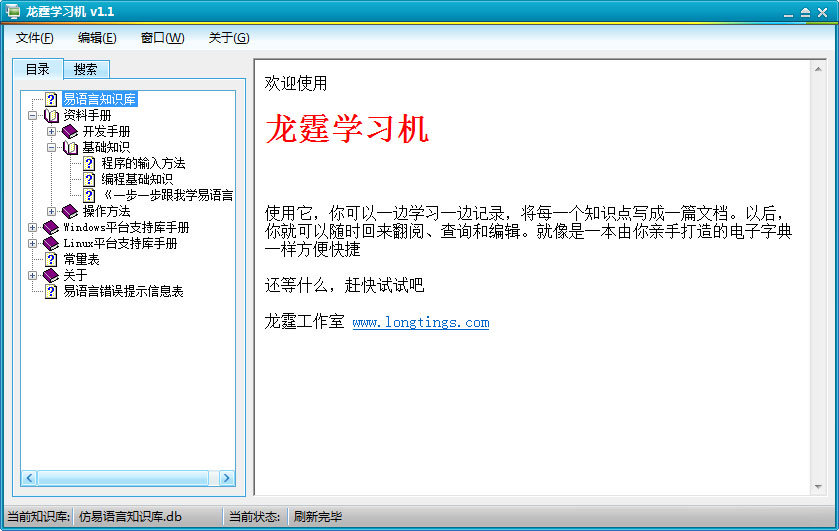 龙霆学习机 v1.1
文件(F) 编辑(E) 窗口(W) 关于(G)
目录 搜索
易语言知识库
资料手册
开发手册
基础知识
程序的输入方法
编程基础知识
《一步一步跟我学易语言
操作方法
Windows平台支持库手册
Linux平台支持库手册
常量表
关于
易语言错误提示信息表
欢迎使用
龙霆学习机
使用它，你可以一边学习一边记录，将每一个知识点写成一篇文档。以后，
你就可以随时回来翻阅、查询和编辑。就像是一本由你亲手打造的电子字典
一样方便快捷
还等什么，赶快试试吧
龙霆工作室 www.longtings.com
当前知识库: 仿易语言知识库.db 当前状态: 刷新完毕